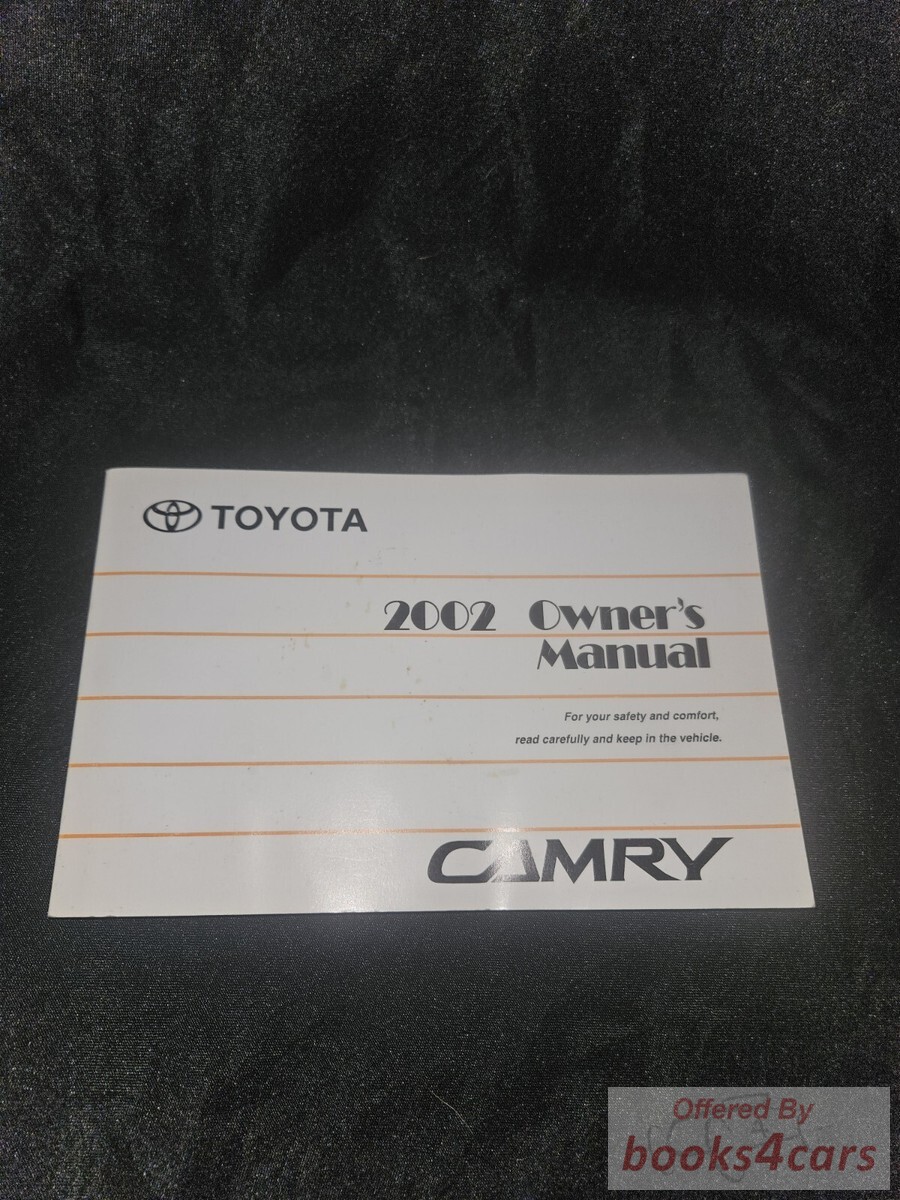 TOYOTA
2002 Owner's
Manual
For your safety and comfort,
read carefully and keep in the vehicle.
CAMRY
Offered By
books4cars